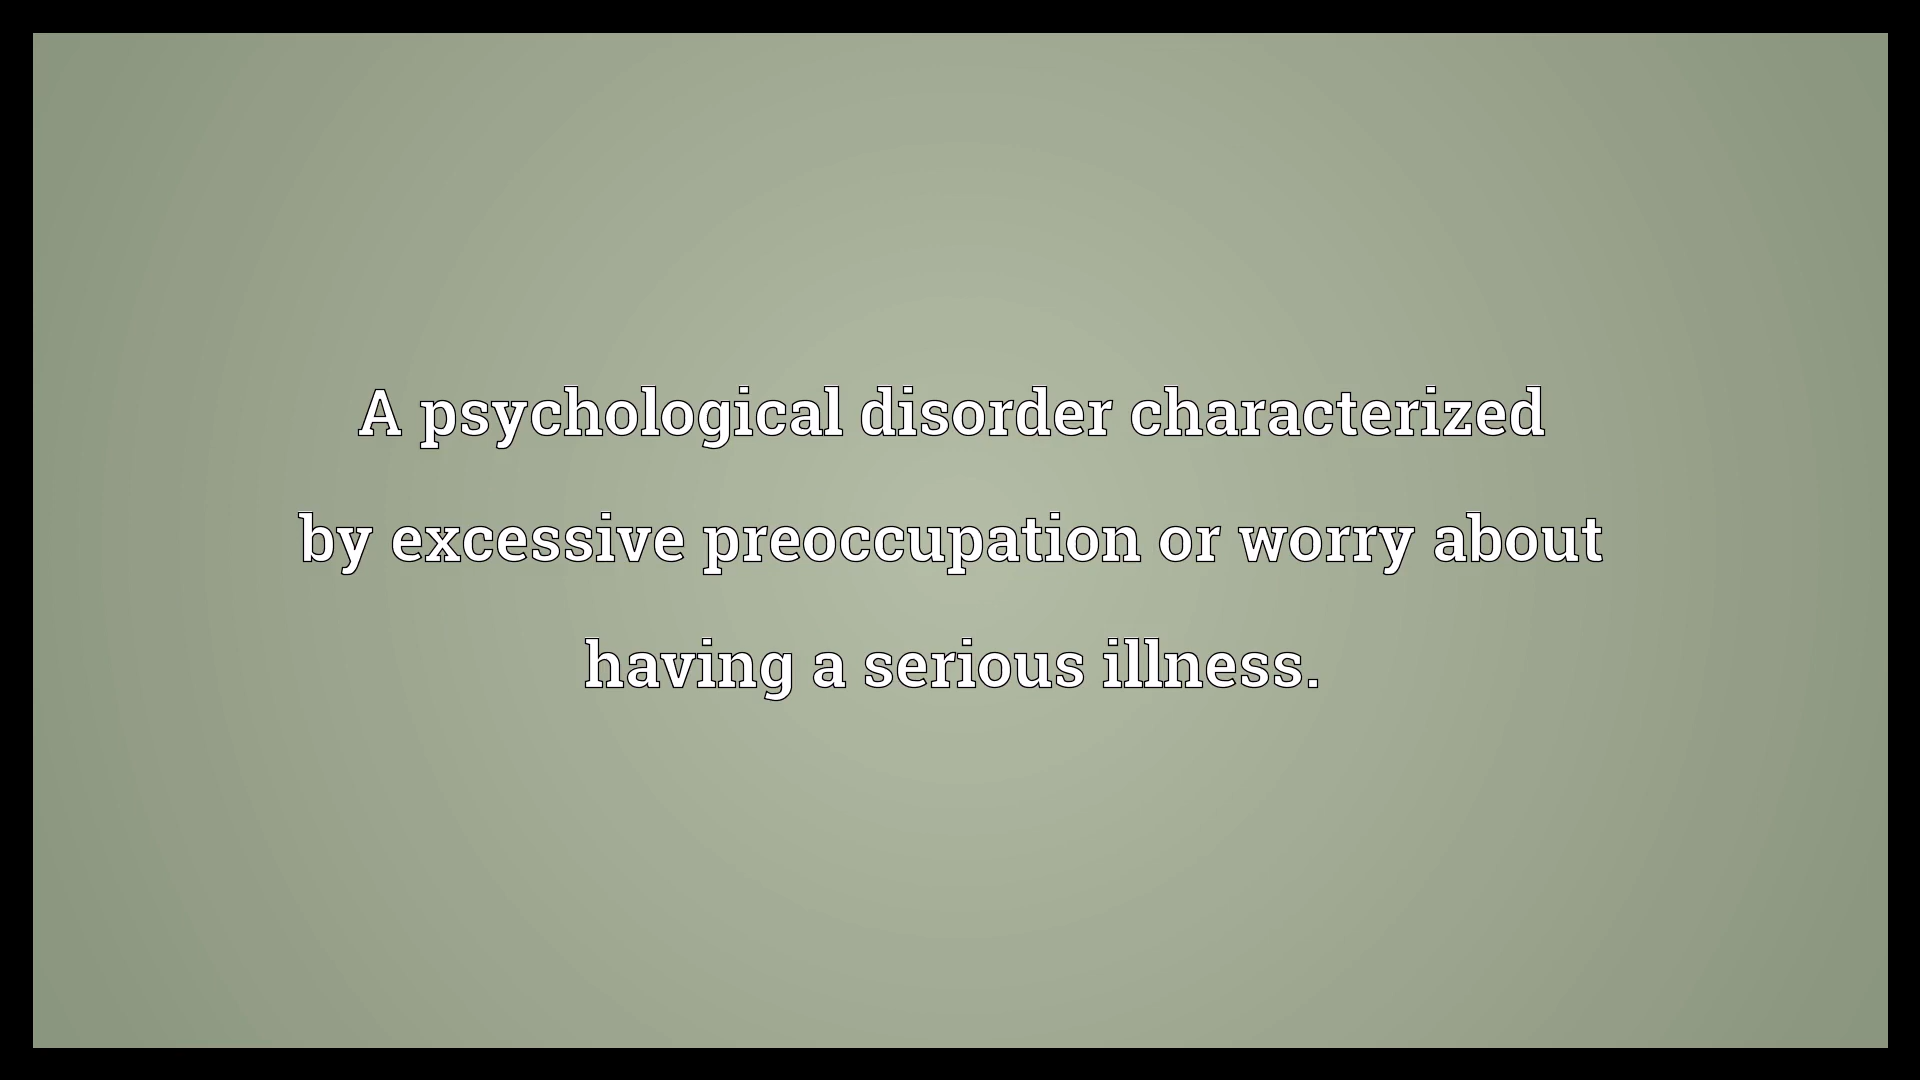 A psychological disorder characterized
by excessive preoccupation or worry about
having a serious illness.